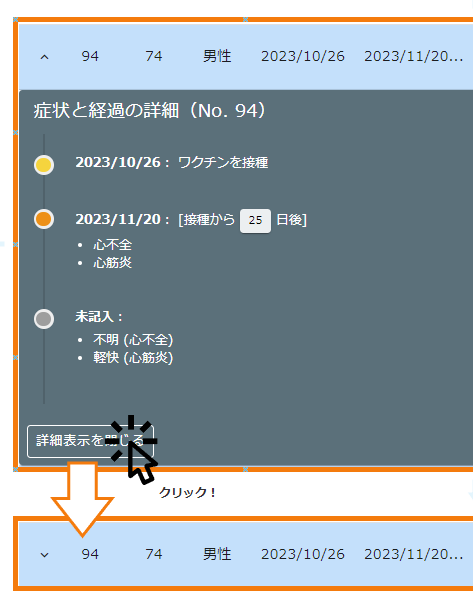 94 74 男性 2023/10/26 2023/11/20...
症状と経過の詳細（No. 94）
2023/10/26： ワクチンを接種
2023/11/20： [接種から 25 日後]
• 心不全
• 心筋炎
未記入：
• 不明 (心不全)
• 軽快 (心筋炎)
詳細表示を閉じる
クリック！
94 74 男性 2023/10/26 2023/11/20...